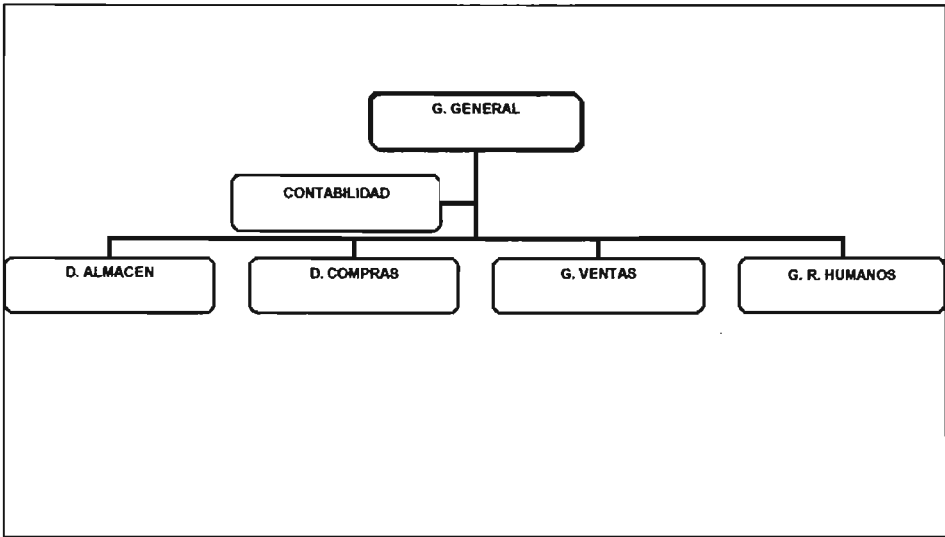 G. GENERAL
CONTABILIDAD
D. ALMACEN
D. COMPRAS
G. VENTAS
G. R. HUMANOS